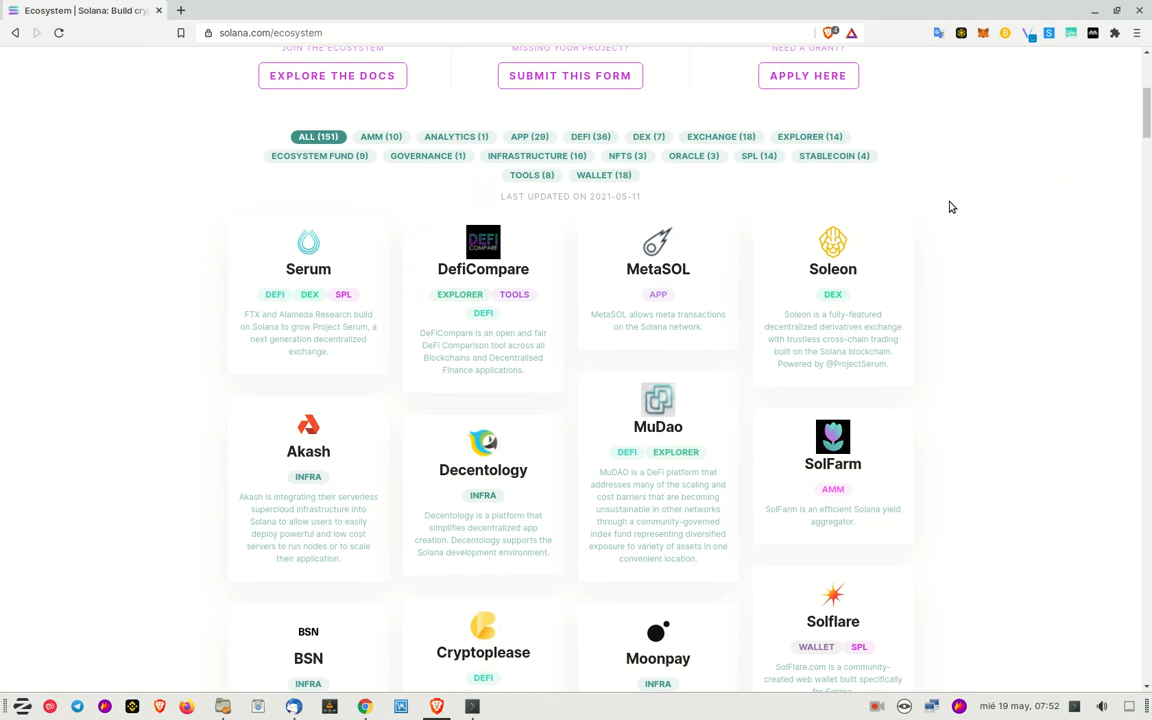 Ecosystem | Solana: Build cry
solana.com/ecosystem
4
JOIN THE ECOSYSTEM
MISSING YOUR PROJECT?
NEED A GRANT?
EXPLORE THE DOCS
SUBMIT THIS FORM
APPLY HERE
ALL (151) AMM (10) ANALYTICS (1) APP (29) DEFI (36) DEX (7) EXCHANGE (18) EXPLORER (14)
ECOSYSTEM FUND (9) GOVERNANCE (1) INFRASTRUCTURE (16) NFTS (3) ORACLE (3) SPL (14) STABLECOIN (4)
TOOLS (8) WALLET (18)
LAST UPDATED ON 2021-05-11
Serum
DEFI DEX SPL
FTX and Alameda Research build
on Solana to grow Project Serum, a
next generation decentralized
exchange.
DEFI
COMPARE
DefiCompare
EXPLORER TOOLS
DEFI
DeFiCompare is an open and fair
DeFi Comparison tool across all
Blockchains and Decentralised
Finance applications.
MetaSOL
APP
MetaSOL allows meta transactions
on the Solana network.
Soleon
DEX
Soleon is a fully-featured
decentralized derivatives exchange
with trustless cross-chain trading
built on the Solana blockchain.
Powered by @ProjectSerum.
Akash
INFRA
Akash is integrating their serverless
supercloud infrastructure into
Solana to allow users to easily
deploy powerful and low cost
servers to run nodes or to scale
their application.
Decentology
INFRA
Decentology is a platform that
simplifies decentralized app
creation. Decentology supports the
Solana development environment.
MuDao
DEFI EXPLORER
MuDAO is a DeFi platform that
addresses many of the scaling and
cost barriers that are becoming
unsustainable in other networks
through a community-governed
index fund representing diversified
exposure to variety of assets in one
convenient location.
SolFarm
AMM
SolFarm is an efficient Solana yield
aggregator.
BSN
BSN
INFRA
Cryptoplease
DEFI
Moonpay
INFRA
Solflare
WALLET SPL
SolFlare.com is a community-
created web wallet built specifically
for Solana
mié 19 may, 07:52